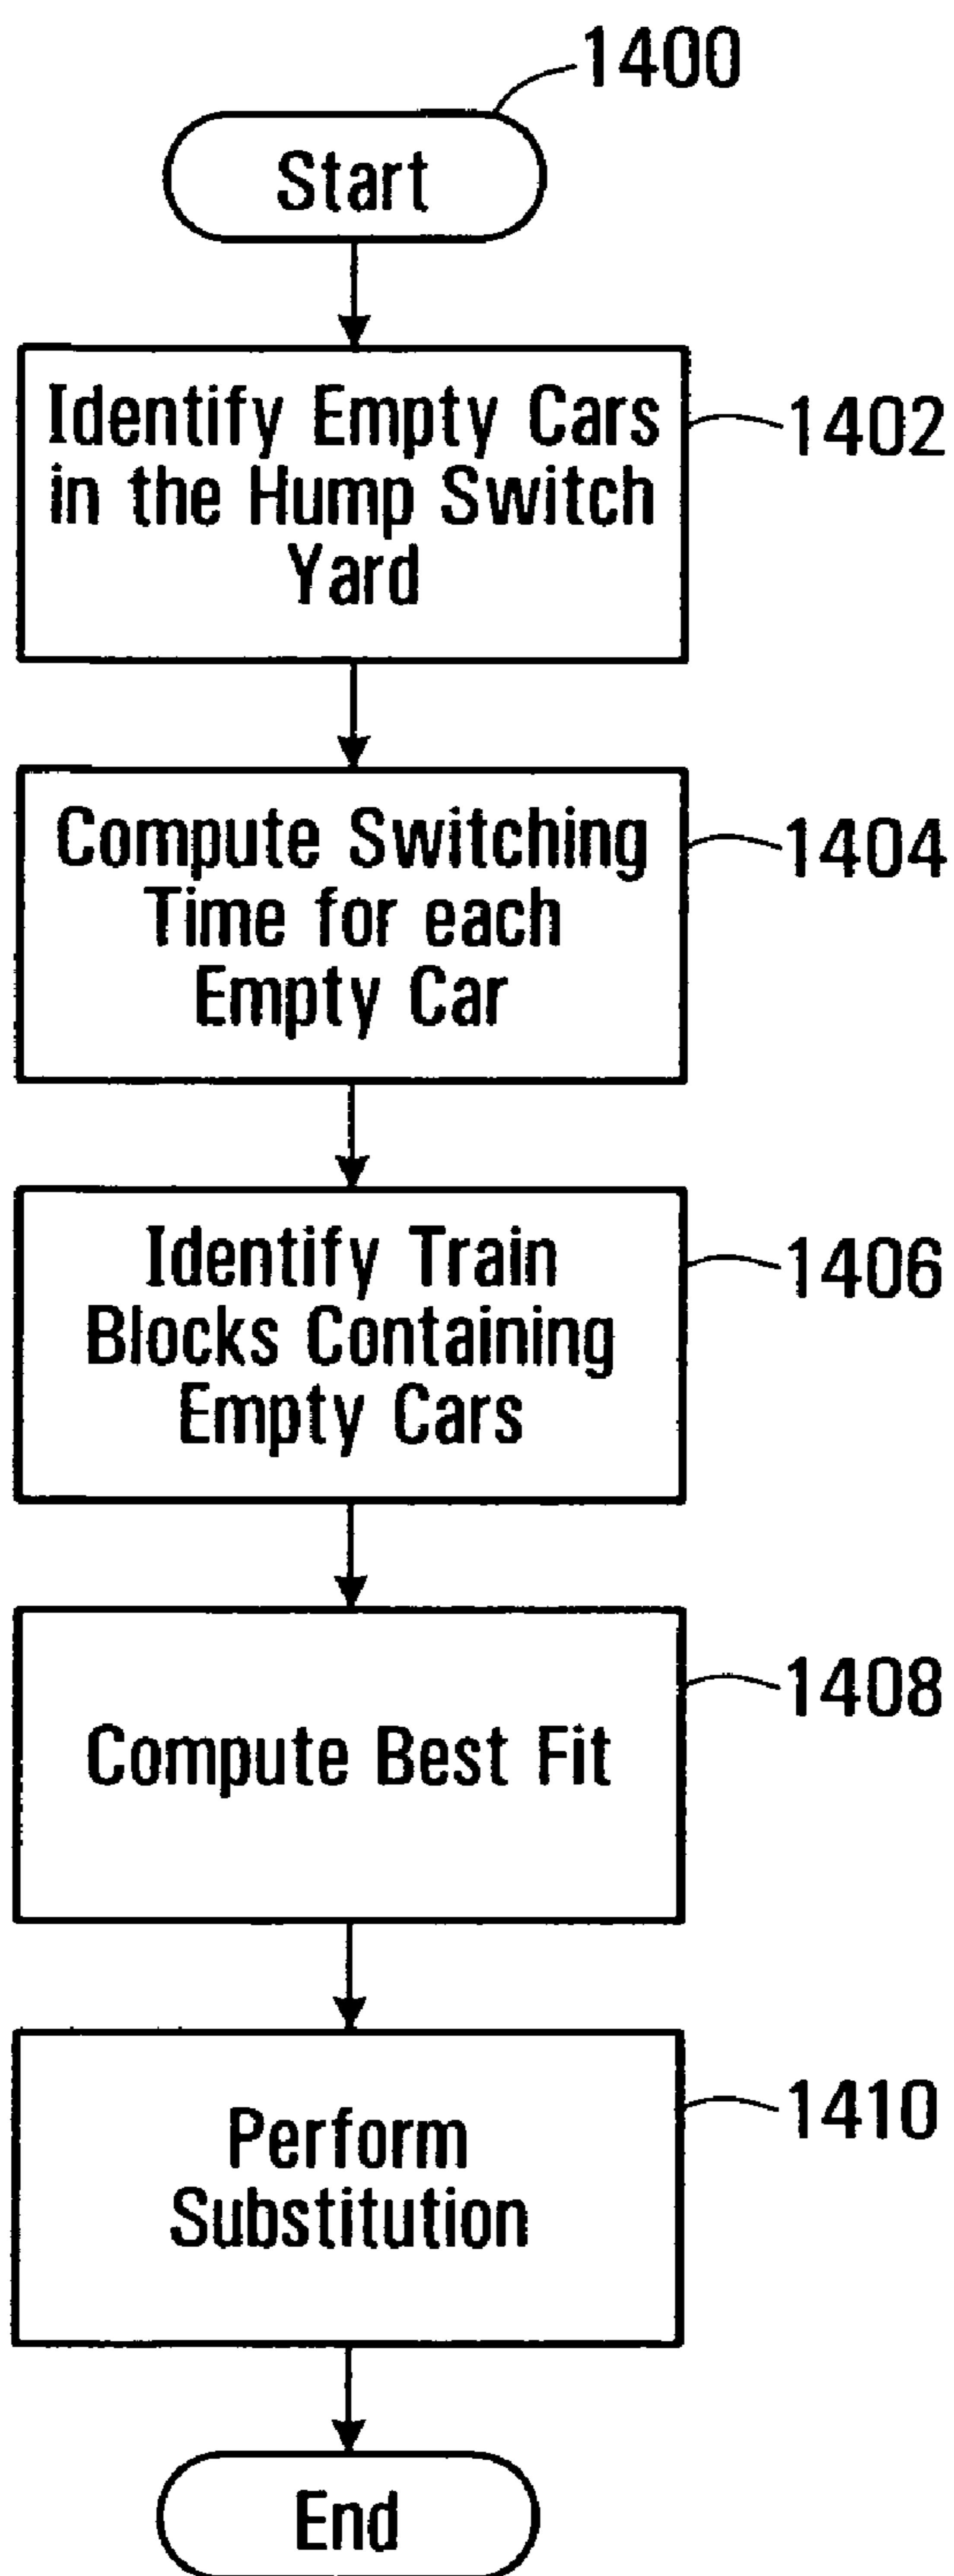 1400
Start
Identify Empty Cars
in the Hump Switch
Yard
1402
Compute Switching
Time for each
Empty Car
1404
Identify Train
Blocks Containing
Empty Cars
1406
Compute Best Fit
1408
Perform
Substitution
1410
End